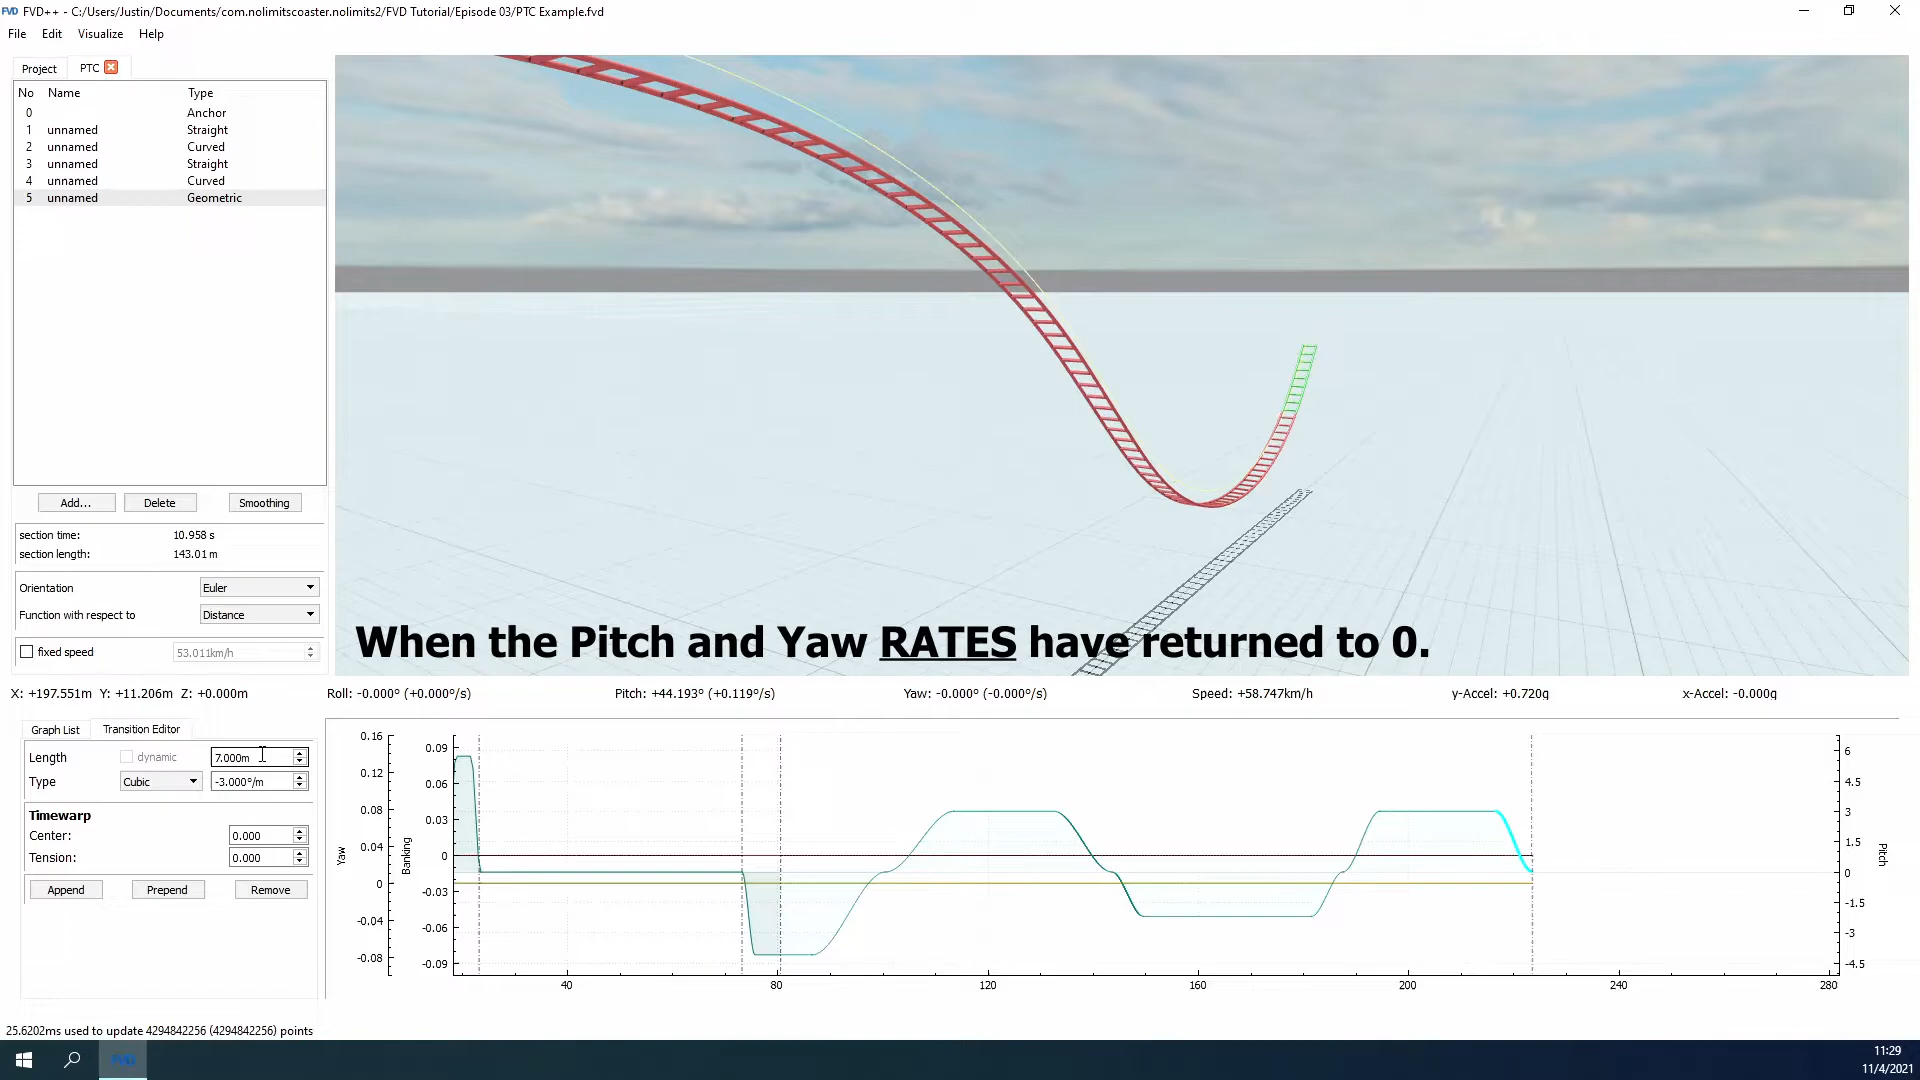 FVD FVD++ - C:/Users/Justin/Documents/com.nolimitscoaster.nolimits2/FVD Tutorial/Episode 03/PTC Example.fvd
File Edit Visualize Help
Project PTC
No Name Type
0 Anchor
1 unnamed Straight
2 unnamed Curved
3 unnamed Straight
4 unnamed Curved
5 unnamed Geometric
Add... Delete Smoothing
section time: 10.958 s
section length: 143.01 m
Orientation Euler
Function with respect to Distance
fixed speed 53.011km/h
When the Pitch and Yaw RATES have returned to 0.
X: +197.551m Y: +11.206m Z: +0.000m Roll: -0.000° (+0.000°/s) Pitch: +44.193° (+0.119°/s) Yaw: -0.000° (-0.000°/s) Speed: +58.747km/h y-Accel: +0.720g x-Accel: -0.000g
Graph List Transition Editor
Length dynamic 7.000m
Type Cubic -3.000°/m
Timewarp
Center: 0.000
Tension: 0.000
Append Prepend Remove
Yaw
0.16
0.12
0.08
0.04
0
-0.04
-0.08
Banking
0.09
0.06
0.03
0
-0.03
-0.06
-0.09
40 80 120 160 200 240 280
6
4.5
3
1.5
0
-1.5
-3
-4.5
Pitch
25.6202ms used to update 4294842256 (4294842256) points
FVD
11:29
11/4/2021